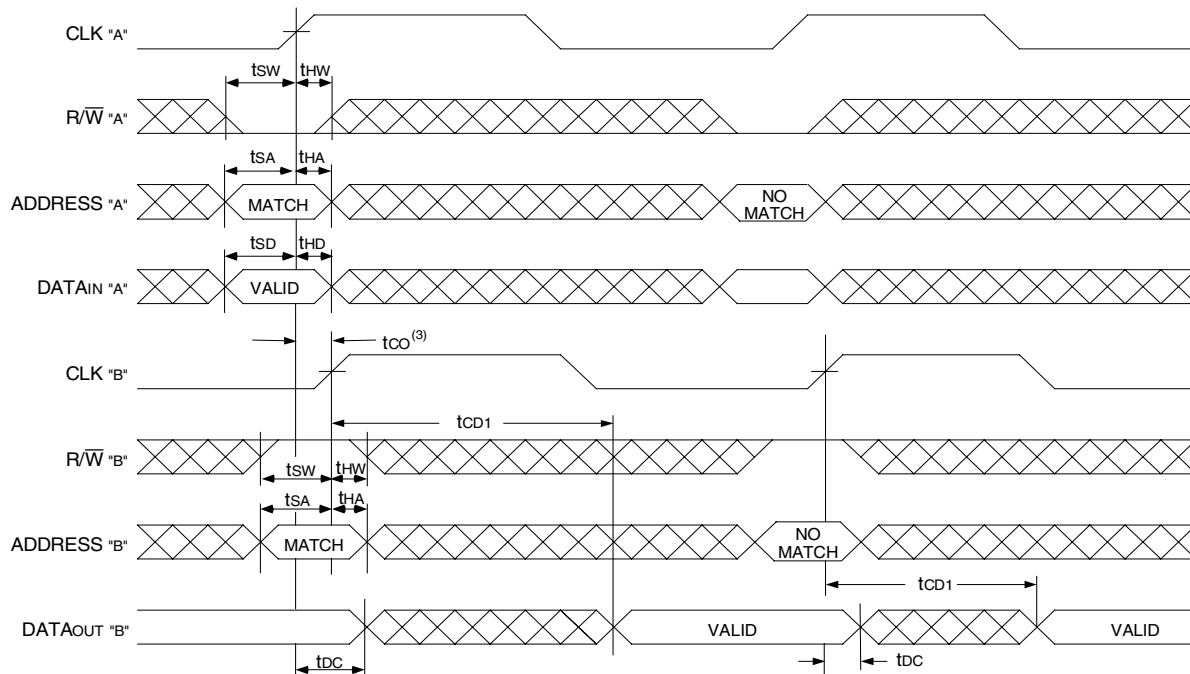 CLK "A"
tSW tHW
R/W̅ "A"
tSA tHA
ADDRESS "A" MATCH NO MATCH
tSD tHD
DATAIN "A" VALID
tCO(3)
CLK "B"
tCD1
R/W̅ "B"
tSW tHW
tSA tHA
ADDRESS "B" MATCH NO MATCH
tCD1
DATAOUT "B" VALID VALID
tDC tDC